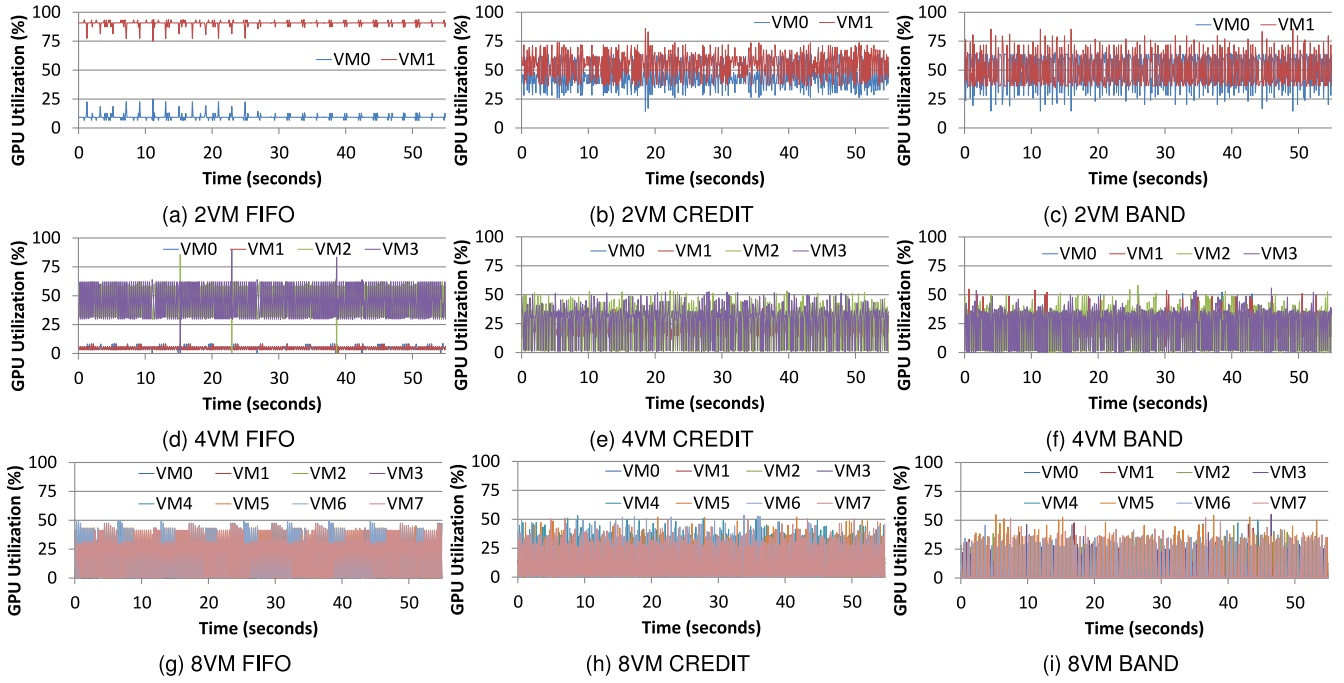 GPU Utilization (%)
100
75
50
25
0
VM0 VM1
0 10 20 30 40 50
Time (seconds)
(a) 2VM FIFO
GPU Utilization (%)
100
75
50
25
0
VM0 VM1
0 10 20 30 40 50
Time (seconds)
(b) 2VM CREDIT
GPU Utilization (%)
100
75
50
25
0
VM0 VM1
0 10 20 30 40 50
Time (seconds)
(c) 2VM BAND
GPU Utilization (%)
100
75
50
25
0
VM0 VM1 VM2 VM3
0 10 20 30 40 50
Time (seconds)
(d) 4VM FIFO
GPU Utilization (%)
100
75
50
25
0
VM0 VM1 VM2 VM3
0 10 20 30 40 50
Time (seconds)
(e) 4VM CREDIT
GPU Utilization (%)
100
75
50
25
0
VM0 VM1 VM2 VM3
0 10 20 30 40 50
Time (seconds)
(f) 4VM BAND
GPU Utilization (%)
100
75
50
25
0
VM0 VM1 VM2 VM3
VM4 VM5 VM6 VM7
0 10 20 30 40 50
Time (seconds)
(g) 8VM FIFO
GPU Utilization (%)
100
75
50
25
0
VM0 VM1 VM2 VM3
VM4 VM5 VM6 VM7
0 10 20 30 40 50
Time (seconds)
(h) 8VM CREDIT
GPU Utilization (%)
100
75
50
25
0
VM0 VM1 VM2 VM3
VM4 VM5 VM6 VM7
0 10 20 30 40 50
Time (seconds)
(i) 8VM BAND